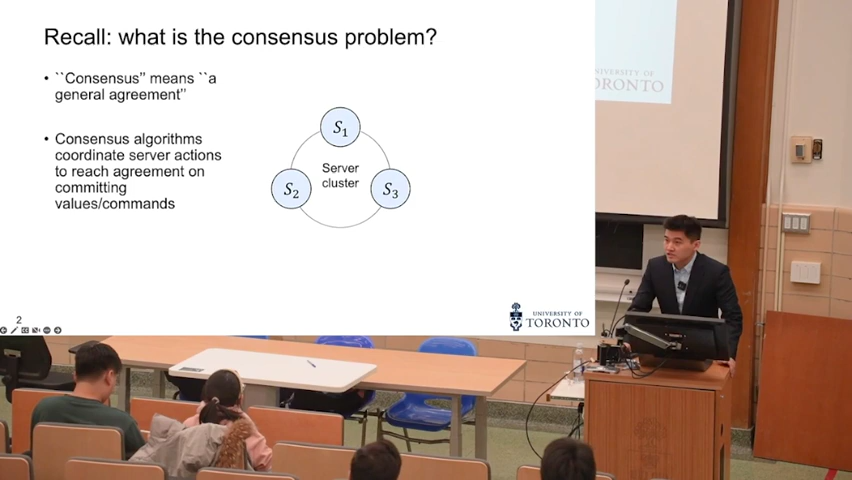 Recall: what is the consensus problem?
• ``Consensus'' means ``a
general agreement''
• Consensus algorithms
coordinate server actions
to reach agreement on
committing
values/commands
S1
Server
cluster
S2
S3
2
UNIVERSITY OF
TORONTO
UNIVERSITY OF
TORONTO